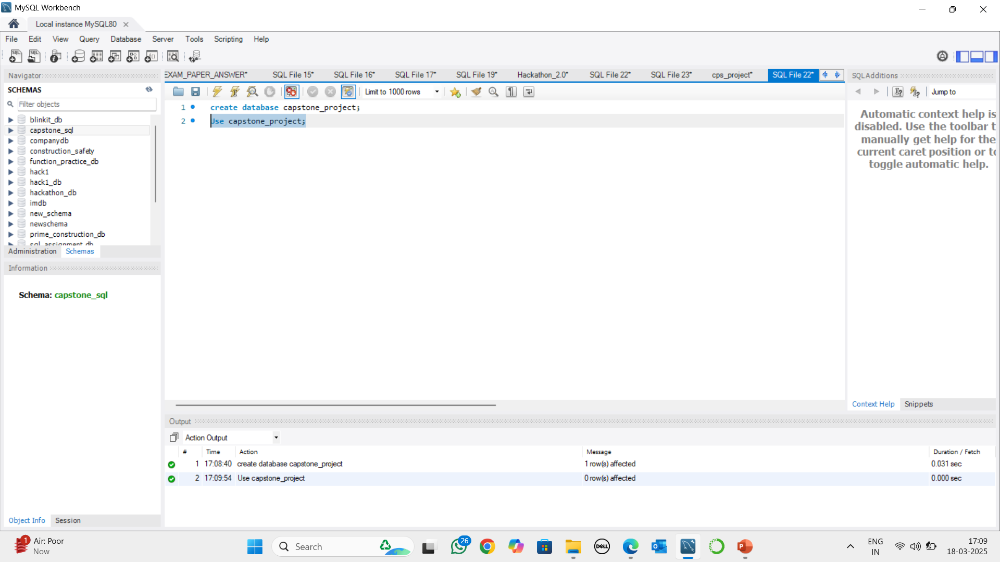 MySQL Workbench
Local instance MySQL80
File Edit View Query Database Server Tools Scripting Help
Navigator
SCHEMAS
Filter objects
blinkit_db
capstone_sql
companydb
construction_safety
function_practice_db
hack1
hack1_db
hackathon_db
imdb
new_schema
newschema
prime_construction_db
sql_assignment_db
Administration Schemas
Information
Schema: capstone_sql
Object Info Session
EXAM_PAPER_ANSWER* SQL File 15* SQL File 16* SQL File 17* SQL File 19* Hackathon_2.0* SQL File 22* SQL File 23* cps_project* SQL File 22*
Limit to 1000 rows
1 create database capstone_project;
2 Use capstone_project;
SQLAdditions
Jump to
Automatic context help is
disabled. Use the toolbar t
manually get help for the
current caret position or to
toggle automatic help.
Context Help Snippets
Output
Action Output
# Time Action Message Duration / Fetch
1 17:08:40 create database capstone_project 1 row(s) affected 0.031 sec
2 17:09:54 Use capstone_project 0 row(s) affected 0.000 sec
1 Air: Poor
Now
Search
26
DELL
ENG
IN
17:09
18-03-2025